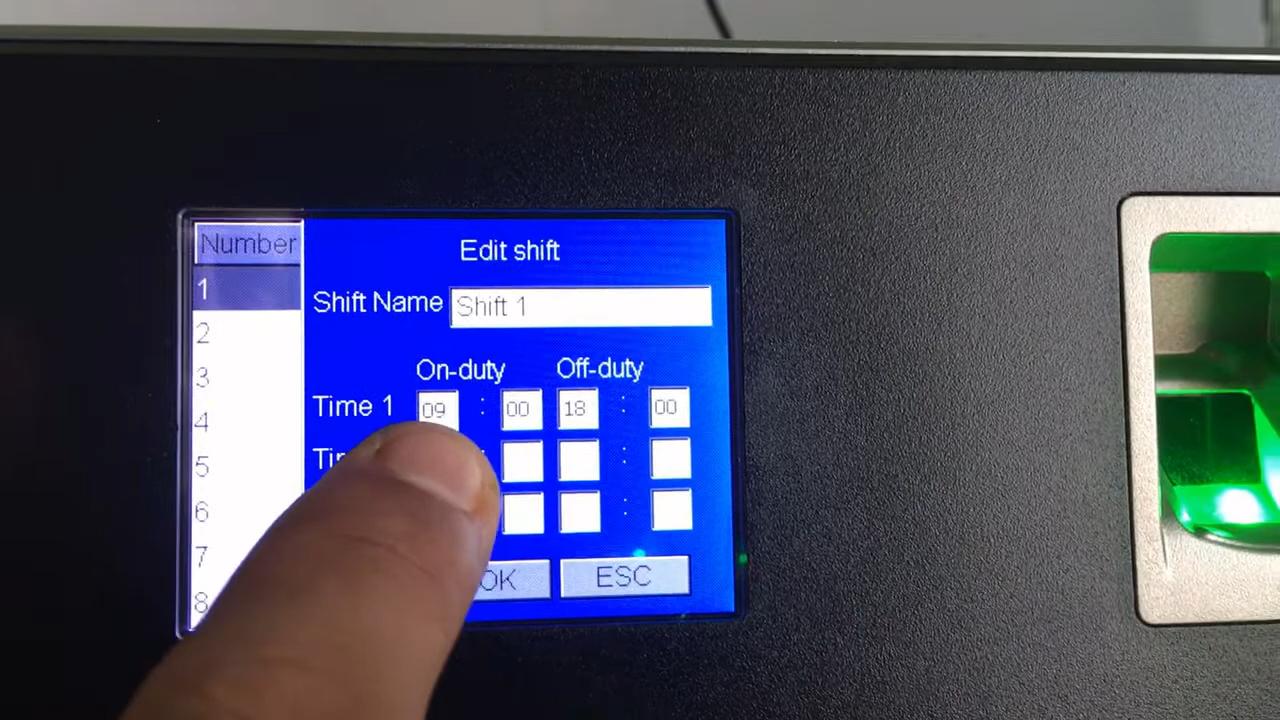 Number
1
2
3
4
5
6
7
8
Edit shift
Shift Name Shift 1
On-duty Off-duty
Time 1 09 : 00 18 : 00
:
:
OK ESC